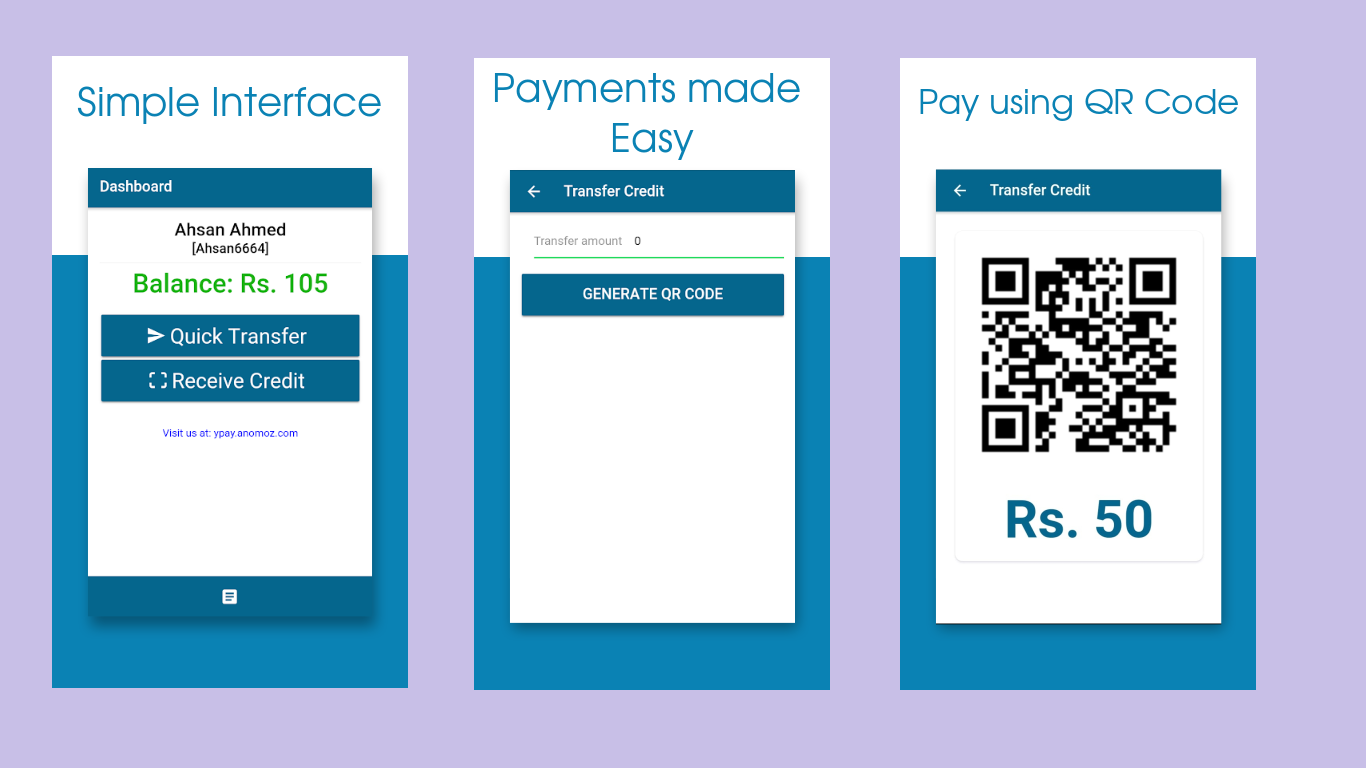 Simple Interface
Dashboard
Ahsan Ahmed
[Ahsan6664]
Balance: Rs. 105
Quick Transfer
Receive Credit
Visit us at: ypay.anomoz.com
Payments made
Easy
Transfer Credit
Transfer amount 0
GENERATE QR CODE
Pay using QR Code
Transfer Credit
Rs. 50